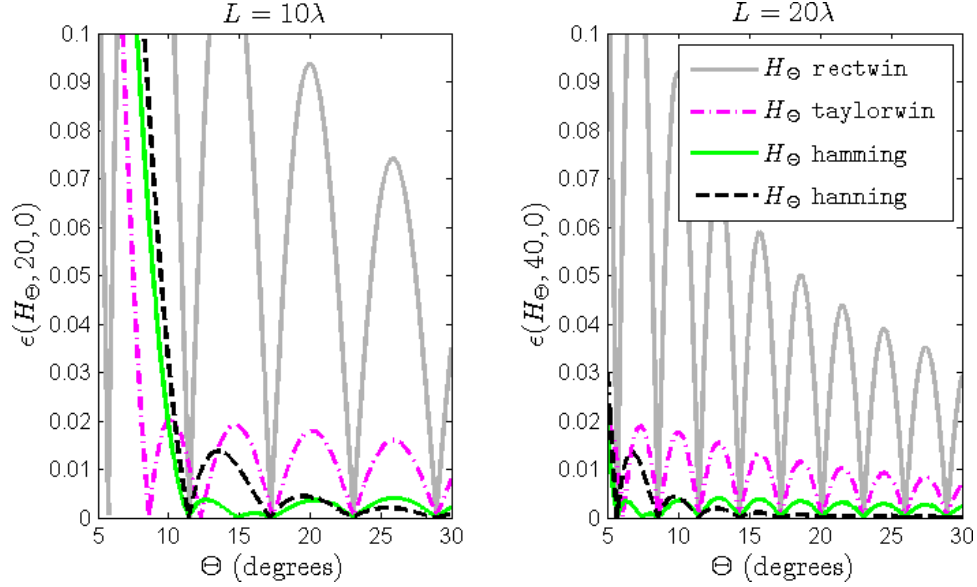 L = 10λ
0.1
0.09
0.08
0.07
0.06
0.05
0.04
0.03
0.02
0.01
0
5 10 15 20 25 30
Θ (degrees)
ϵ(H_Θ, 20, 0)
L = 20λ
0.1
0.09
0.08
0.07
0.06
0.05
0.04
0.03
0.02
0.01
0
5 10 15 20 25 30
Θ (degrees)
ϵ(H_Θ, 40, 0)
H_Θ rectwin
H_Θ taylorwin
H_Θ hamming
H_Θ hanning